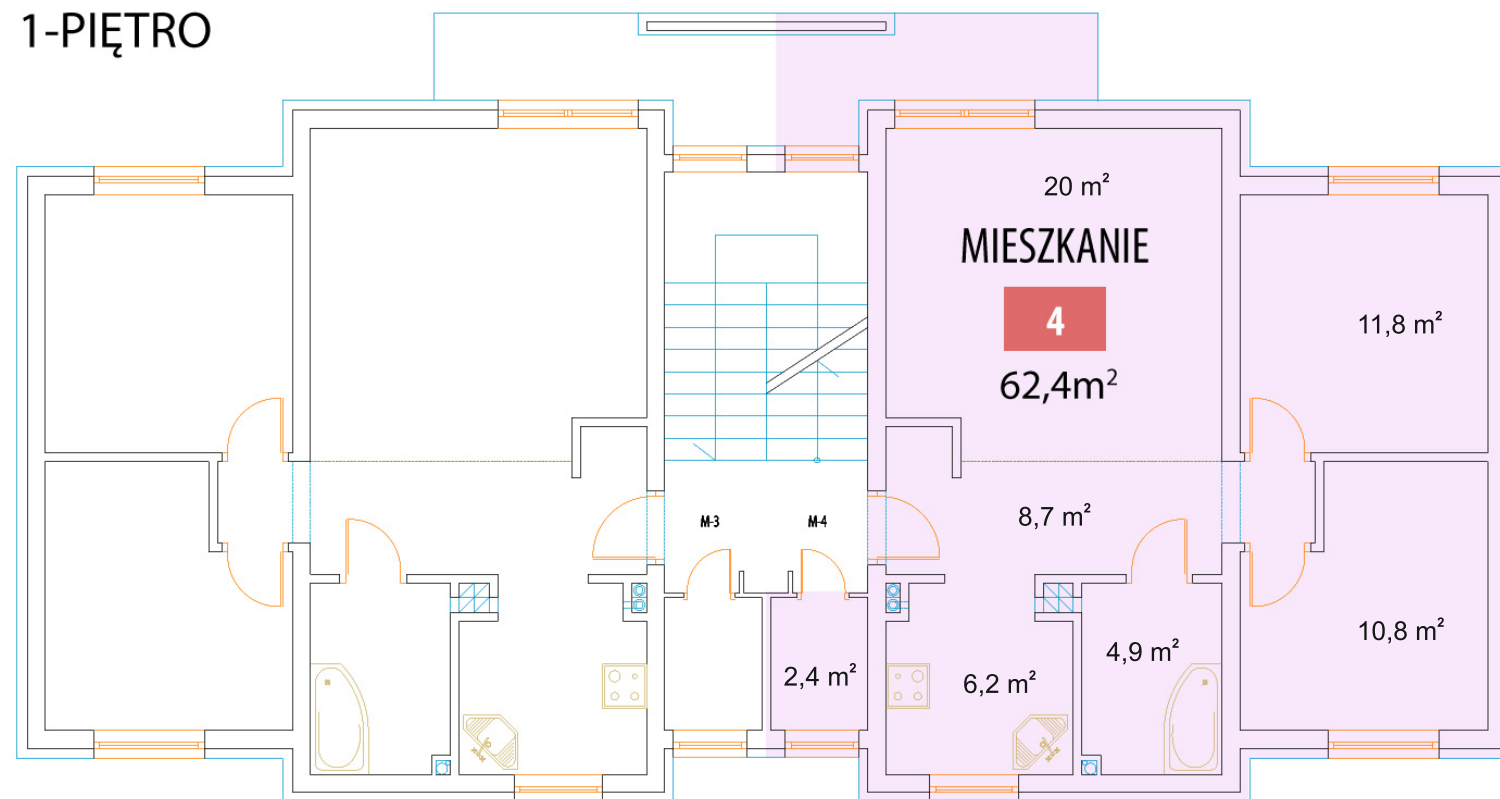 1-PIĘTRO
20 m²
MIESZKANIE
4
62,4m²
11,8 m²
M-3
M-4
8,7 m²
10,8 m²
4,9 m²
2,4 m²
6,2 m²